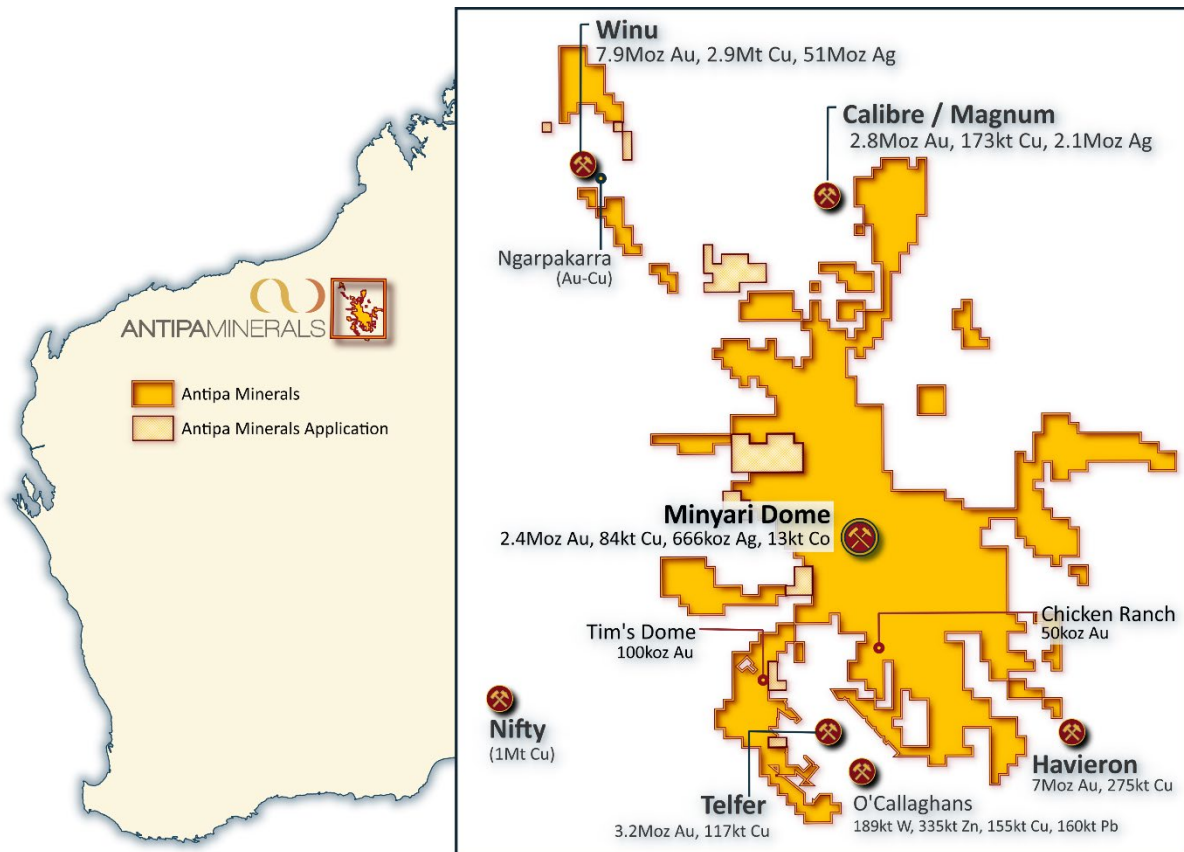 ANTIPAMINERALS
Antipa Minerals
Antipa Minerals Application
Winu
7.9Moz Au, 2.9Mt Cu, 51Moz Ag
Calibre / Magnum
2.8Moz Au, 173kt Cu, 2.1Moz Ag
Ngarpakarra
(Au-Cu)
Minyari Dome
2.4Moz Au, 84kt Cu, 666koz Ag, 13kt Co
Chicken Ranch
50koz Au
Tim's Dome
100koz Au
Nifty
(1Mt Cu)
Telfer
3.2Moz Au, 117kt Cu
O'Callaghans
189kt W, 335kt Zn, 155kt Cu, 160kt Pb
Havieron
7Moz Au, 275kt Cu